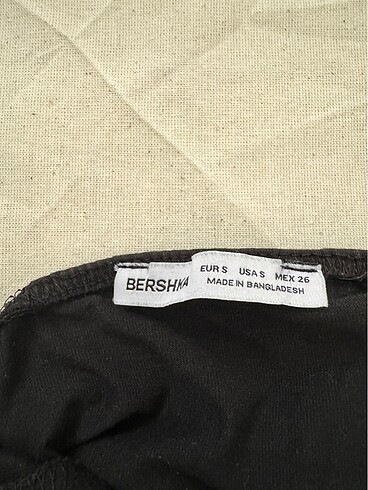 BERSHKA
EUR S USA S MEX 26
MADE IN BANGLADESH